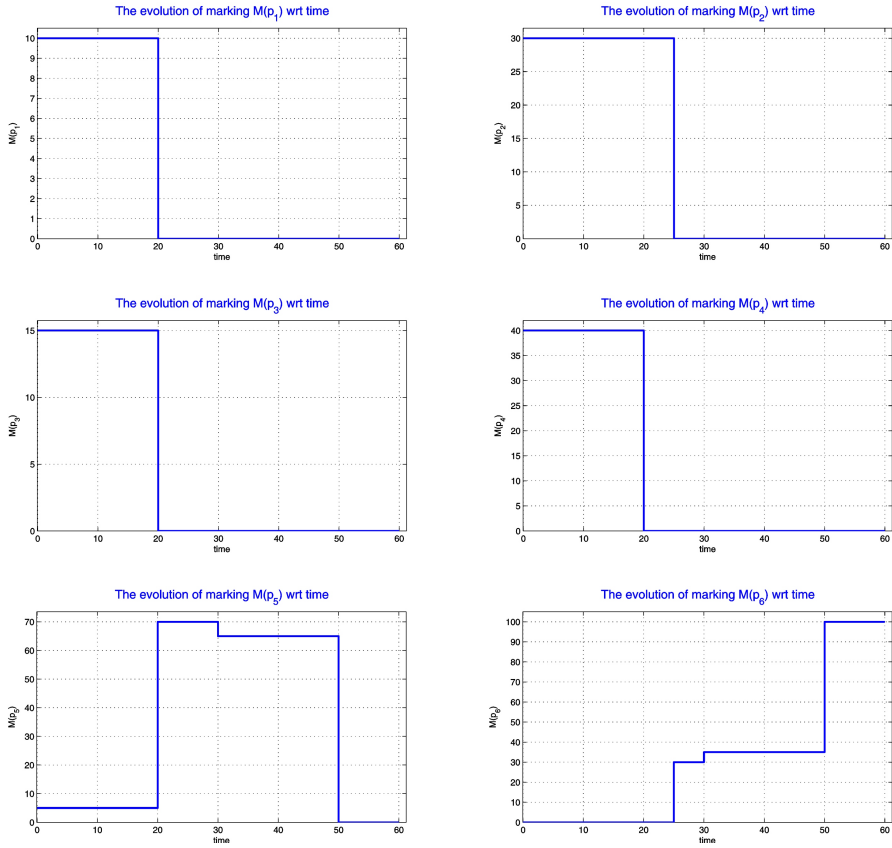 The evolution of marking M(p1) wrt time
M(p1)
10
9
8
7
6
5
4
3
2
1
0
0 10 20 30 40 50 60
time
The evolution of marking M(p2) wrt time
M(p2)
30
25
20
15
10
5
0
0 10 20 30 40 50 60
time
The evolution of marking M(p3) wrt time
M(p3)
15
10
5
0
0 10 20 30 40 50 60
time
The evolution of marking M(p4) wrt time
M(p4)
40
35
30
25
20
15
10
5
0
0 10 20 30 40 50 60
time
The evolution of marking M(p5) wrt time
M(p5)
70
60
50
40
30
20
10
0
0 10 20 30 40 50 60
time
The evolution of marking M(p6) wrt time
M(p6)
100
90
80
70
60
50
40
30
20
10
0
0 10 20 30 40 50 60
time